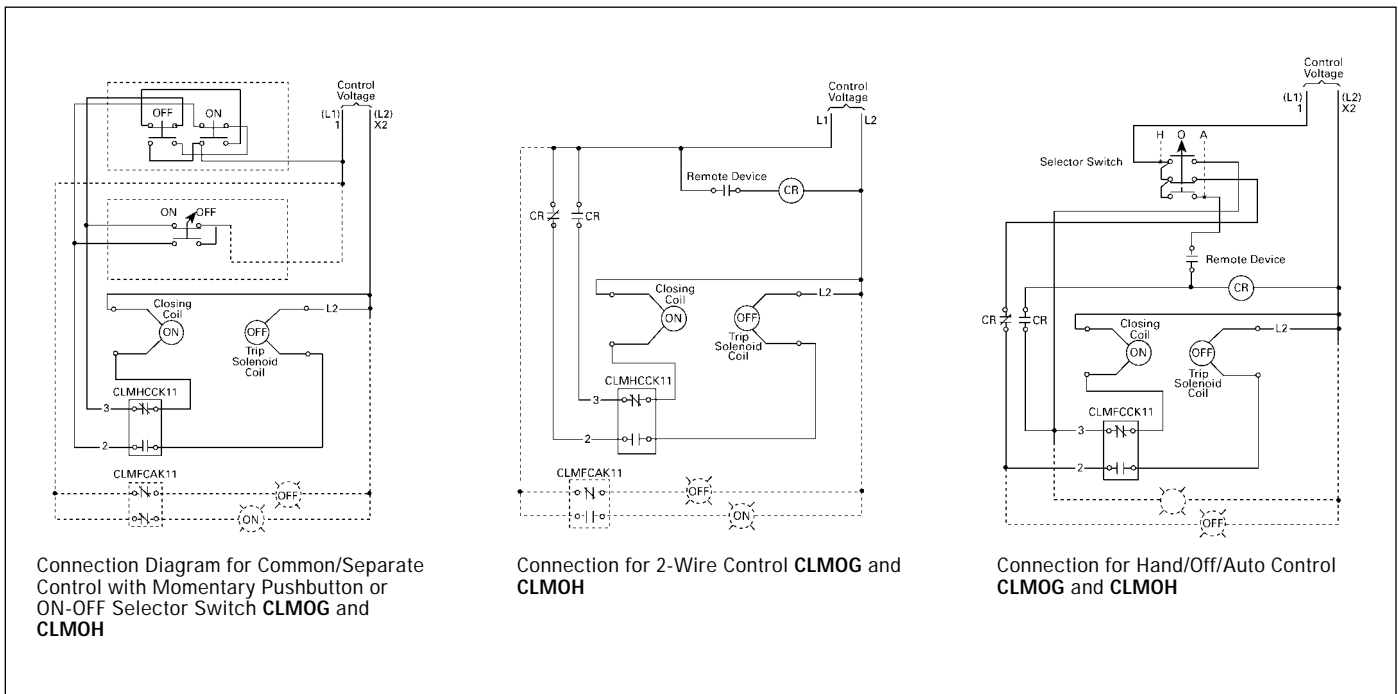 Control
Voltage
(L1) (L2)
1 X2
OFF ON
ON OFF
Closing
Coil
ON
OFF
L2
Trip
Solenoid
Coil
CLMHCCK11
3
2
CLMFCAK11
OFF
ON
Connection Diagram for Common/Separate
Control with Momentary Pushbutton or
ON-OFF Selector Switch CLMOG and
CLMOH
Control
Voltage
L1 L2
Remote Device
CR
CR CR
Closing
Coil
ON
OFF
L2
Trip
Solenoid
Coil
CLMHCCK11
3
2
CLMFCAK11
OFF
ON
Connection for 2-Wire Control CLMOG and
CLMOH
Control
Voltage
(L1) (L2)
1 X2
H O A
Selector Switch
Remote Device
CR
CR CR
Closing
Coil
ON
OFF
L2
Trip
Solenoid
Coil
CLMFCCK11
3
2
OFF
Connection for Hand/Off/Auto Control
CLMOG and CLMOH